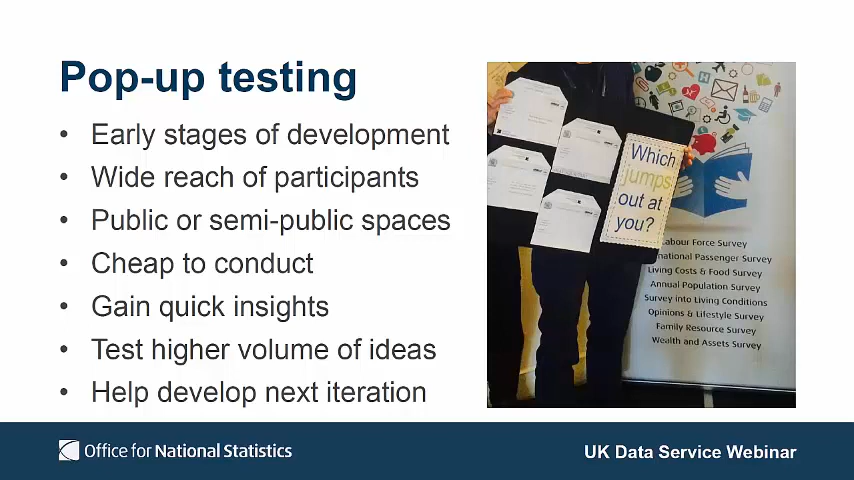 Pop-up testing
• Early stages of development
• Wide reach of participants
• Public or semi-public spaces
• Cheap to conduct
• Gain quick insights
• Test higher volume of ideas
• Help develop next iteration
Which
jumps
out at
you?
Labour Force Survey
national Passenger Survey
Living Costs & Food Survey
Annual Population Survey
Survey into Living Conditions
Opinions & Lifestyle Survey
Family Resource Survey
Wealth and Assets Survey
Office for National Statistics
UK Data Service Webinar